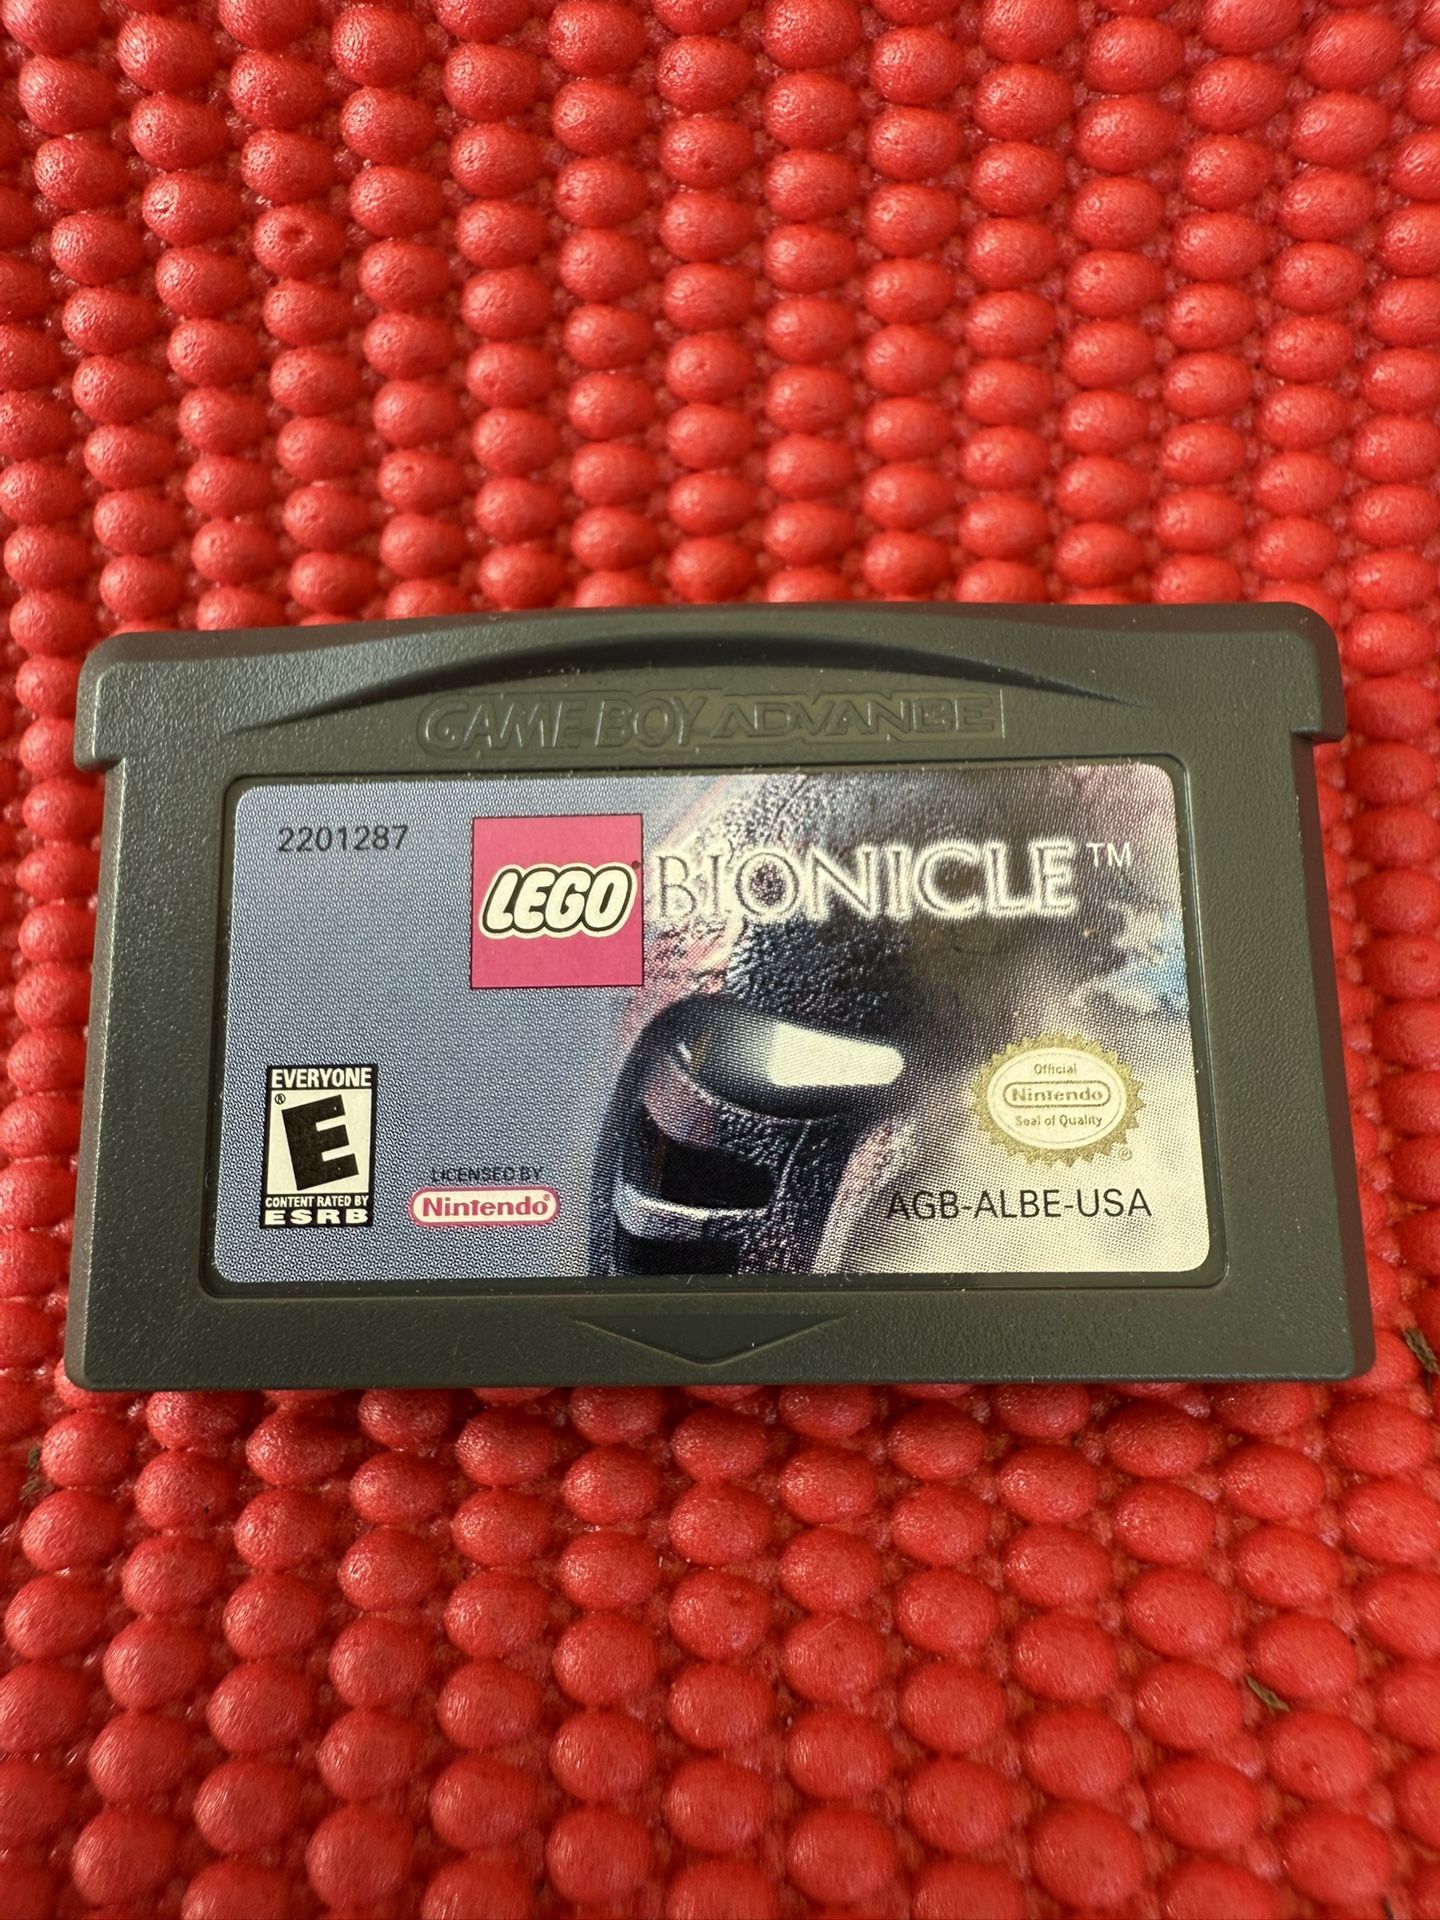 GAME BOY ADVANCE
2201287
LEGO® BIONICLE™
EVERYONE
E®
CONTENT RATED BY
ESRB
LICENSED BY
Nintendo®
Official
Nintendo
Seal of Quality®
AGB-ALBE-USA